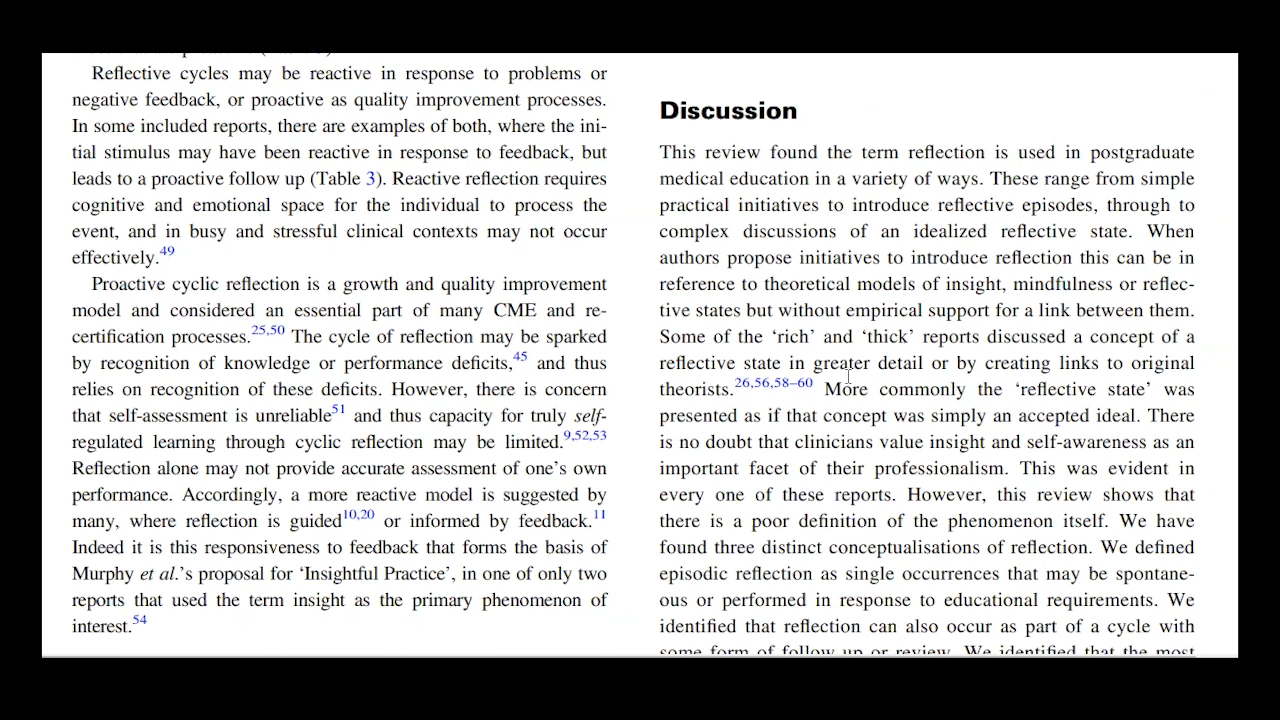 Reflective cycles may be reactive in response to problems or
negative feedback, or proactive as quality improvement processes.
In some included reports, there are examples of both, where the ini-
tial stimulus may have been reactive in response to feedback, but
leads to a proactive follow up (Table 3). Reactive reflection requires
cognitive and emotional space for the individual to process the
event, and in busy and stressful clinical contexts may not occur
effectively.49
Proactive cyclic reflection is a growth and quality improvement
model and considered an essential part of many CME and re-
certification processes.25,50 The cycle of reflection may be sparked
by recognition of knowledge or performance deficits,45 and thus
relies on recognition of these deficits. However, there is concern
that self-assessment is unreliable51 and thus capacity for truly self-
regulated learning through cyclic reflection may be limited.9,52,53
Reflection alone may not provide accurate assessment of one's own
performance. Accordingly, a more reactive model is suggested by
many, where reflection is guided10,20 or informed by feedback.11
Indeed it is this responsiveness to feedback that forms the basis of
Murphy et al.'s proposal for 'Insightful Practice', in one of only two
reports that used the term insight as the primary phenomenon of
interest.54
Discussion
This review found the term reflection is used in postgraduate
medical education in a variety of ways. These range from simple
practical initiatives to introduce reflective episodes, through to
complex discussions of an idealized reflective state. When
authors propose initiatives to introduce reflection this can be in
reference to theoretical models of insight, mindfulness or reflec-
tive states but without empirical support for a link between them.
Some of the 'rich' and 'thick' reports discussed a concept of a
reflective state in greater detail or by creating links to original
theorists.26,56,58–60 More commonly the 'reflective state' was
presented as if that concept was simply an accepted ideal. There
is no doubt that clinicians value insight and self-awareness as an
important facet of their professionalism. This was evident in
every one of these reports. However, this review shows that
there is a poor definition of the phenomenon itself. We have
found three distinct conceptualisations of reflection. We defined
episodic reflection as single occurrences that may be spontane-
ous or performed in response to educational requirements. We
identified that reflection can also occur as part of a cycle with
some form of follow up or review. We identified that the most